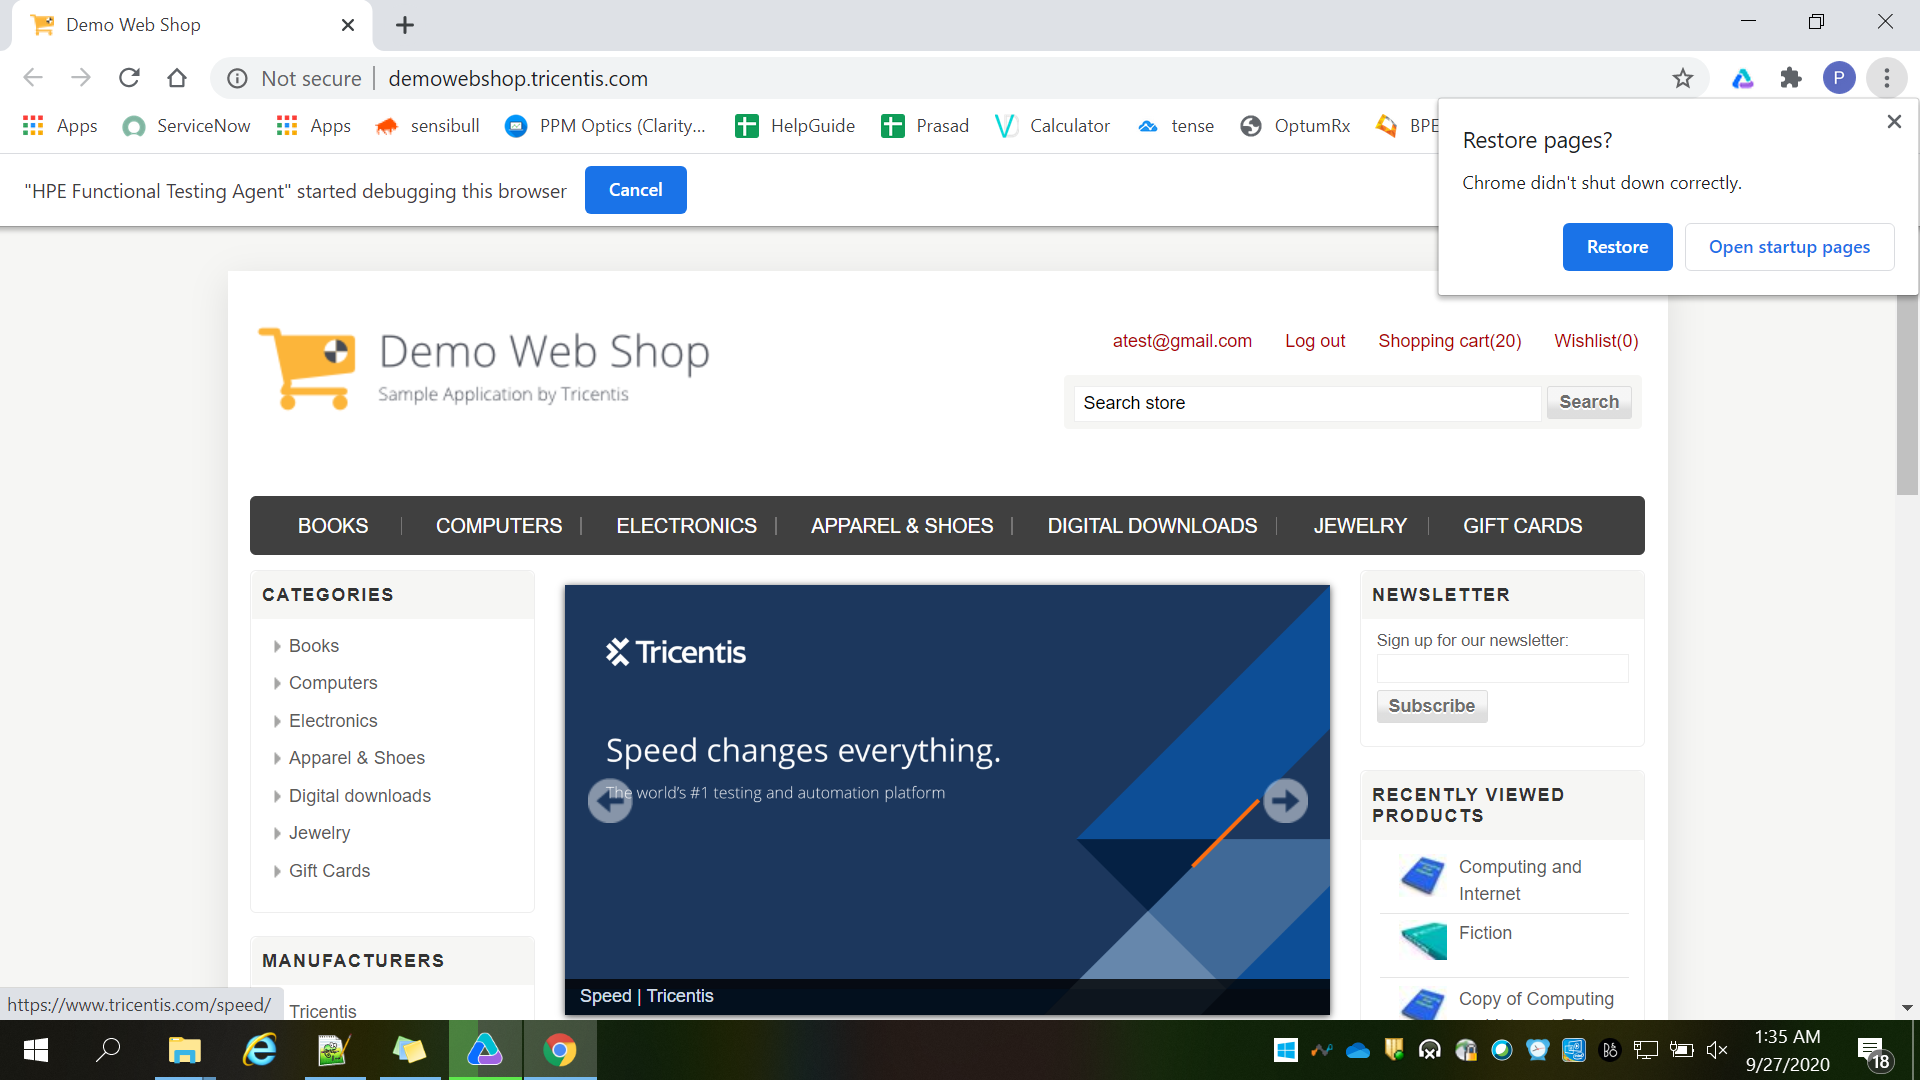 Demo Web Shop
Not secure
demowebshop.tricentis.com
P
Apps
ServiceNow
Apps
sensibull
PPM Optics (Clarity...
HelpGuide
Prasad
Calculator
tense
OptumRx
BPE
"HPE Functional Testing Agent" started debugging this browser
Cancel
Restore pages?
Chrome didn't shut down correctly.
Restore
Open startup pages
Demo Web Shop
Sample Application by Tricentis
atest@gmail.com
Log out
Shopping cart(20)
Wishlist(0)
Search store
Search
BOOKS
COMPUTERS
ELECTRONICS
APPAREL & SHOES
DIGITAL DOWNLOADS
JEWELRY
GIFT CARDS
CATEGORIES
Books
Computers
Electronics
Apparel & Shoes
Digital downloads
Jewelry
Gift Cards
MANUFACTURERS
Tricentis
Tricentis
Speed changes everything.
The world's #1 testing and automation platform
Speed | Tricentis
NEWSLETTER
Sign up for our newsletter:
Subscribe
RECENTLY VIEWED
PRODUCTS
Computing and
Internet
Fiction
Copy of Computing
https://www.tricentis.com/speed/
1:35 AM
9/27/2020
18